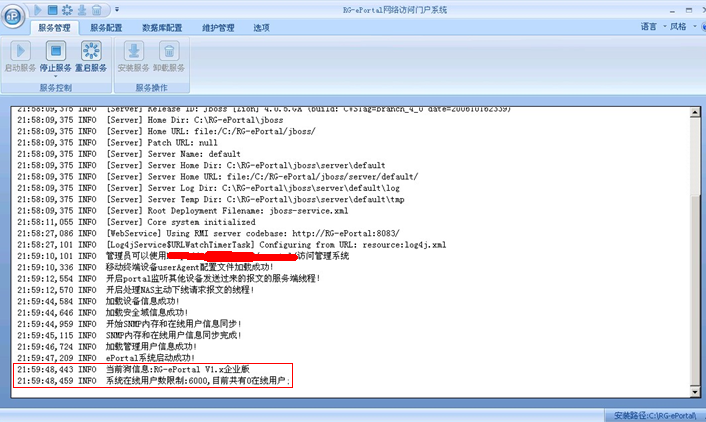 RG-ePortal网络访问门户系统
服务管理 服务配置 数据库配置 维护管理 选项 语言 风格
启动服务 停止服务 重启服务 安装服务 卸载服务
服务控制 服务操作
21:58:09,375 INFO [Server] Release ID: JBoss [Zion] 4.0.5.GA (build: CVSTag=Branch_4_0 date=200610162339)
21:58:09,375 INFO [Server] Home Dir: C:\RG-ePortal\jboss
21:58:09,375 INFO [Server] Home URL: file:/C:/RG-ePortal/jboss/
21:58:09,375 INFO [Server] Patch URL: null
21:58:09,375 INFO [Server] Server Name: default
21:58:09,375 INFO [Server] Server Home Dir: C:\RG-ePortal\jboss\server\default
21:58:09,375 INFO [Server] Server Home URL: file:/C:/RG-ePortal/jboss/server/default/
21:58:09,375 INFO [Server] Server Log Dir: C:\RG-ePortal\jboss\server\default\log
21:58:09,375 INFO [Server] Server Temp Dir: C:\RG-ePortal\jboss\server\default\tmp
21:58:09,375 INFO [Server] Root Deployment Filename: jboss-service.xml
21:58:11,055 INFO [Server] Core system initialized
21:58:27,086 INFO [WebService] Using RMI server codebase: http://RG-ePortal:8083/
21:58:27,101 INFO [Log4jService$URLWatchTimerTask] Configuring from URL: resource:log4j.xml
21:59:10,101 INFO 管理员可以使用 访问管理系统
21:59:10,336 INFO 移动终端设备userAgent配置文件加载成功!
21:59:12,554 INFO 开启portal监听其他设备发送过来的报文的服务端线程!
21:59:12,570 INFO 开启处理NAS主动下线请求报文的线程!
21:59:44,584 INFO 加载设备信息成功!
21:59:44,646 INFO 加载安全域信息成功!
21:59:44,959 INFO 开始SNMP内存和在线用户信息同步!
21:59:45,115 INFO SNMP内存和在线用户信息同步完成!
21:59:46,724 INFO 加载管理用户信息成功!
21:59:47,209 INFO ePortal系统启动成功!
21:59:48,443 INFO 当前狗信息:RG-ePortal V1.x企业版
21:59:48,459 INFO 系统在线用户数限制:6000,目前共有0在线用户.
安装路径:C:\RG-ePortal\